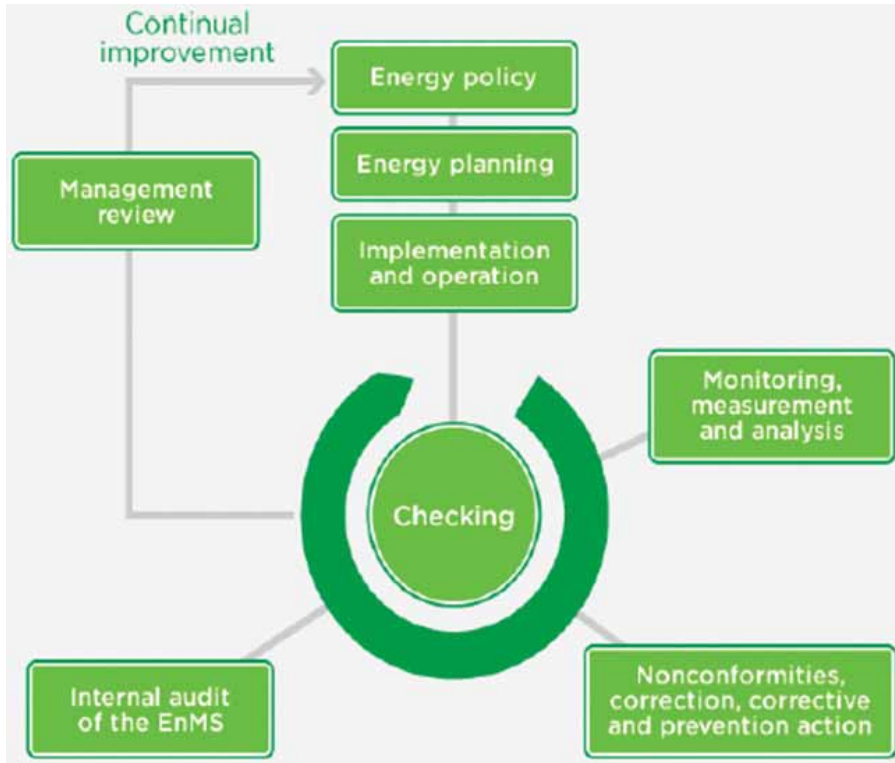 Continual
improvement
Energy policy
Energy planning
Management
review
Implementation
and operation
Monitoring,
measurement
and analysis
Checking
Internal audit
of the EnMS
Nonconformities,
correction, corrective
and prevention action